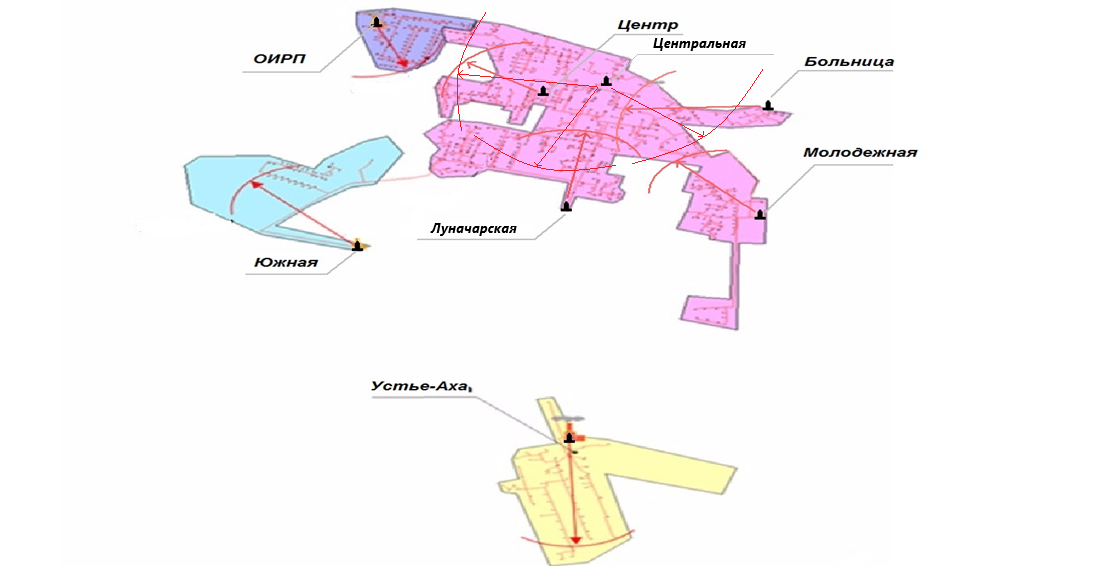 Центр
Центральная
ОИРП
Больница
Молодежная
Луначарская
Южная
Устье-Аха,